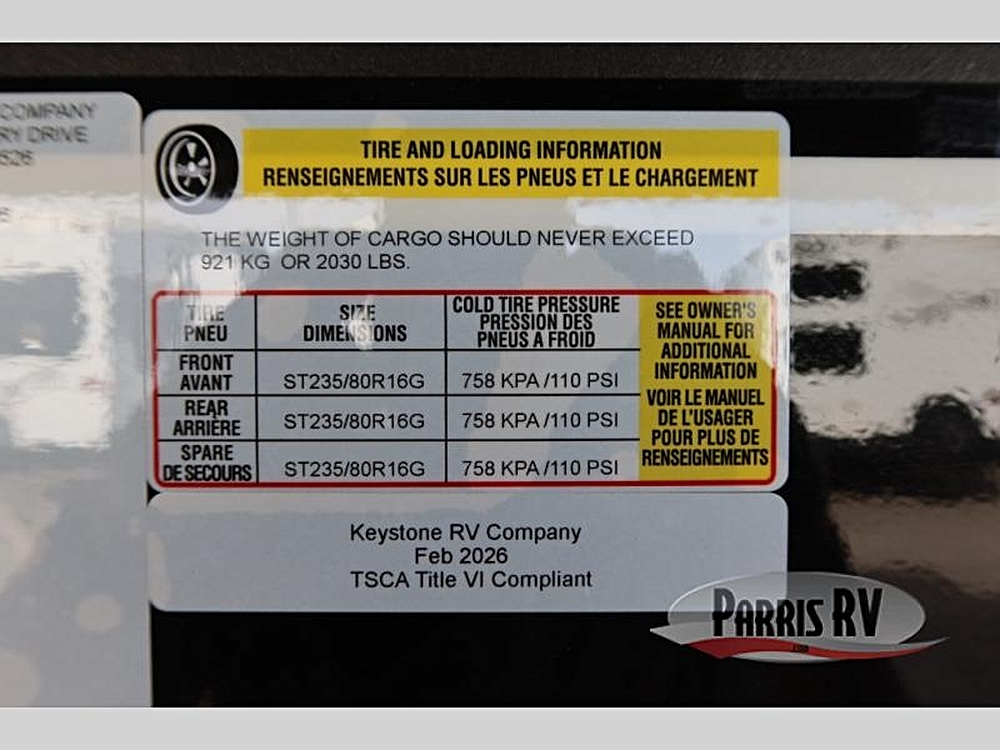 COMPANY
RY DRIVE
526
TIRE AND LOADING INFORMATION
RENSEIGNEMENTS SUR LES PNEUS ET LE CHARGEMENT
THE WEIGHT OF CARGO SHOULD NEVER EXCEED
921 KG OR 2030 LBS.
TIRE
PNEU
SIZE
DIMENSIONS
COLD TIRE PRESSURE
PRESSION DES
PNEUS A FROID
SEE OWNER'S
MANUAL FOR
ADDITIONAL
INFORMATION
VOIR LE MANUEL
DE L'USAGER
POUR PLUS DE
RENSEIGNEMENTS
FRONT
AVANT
ST235/80R16G
758 KPA /110 PSI
REAR
ARRIÈRE
ST235/80R16G
758 KPA /110 PSI
SPARE
DE SECOURS
ST235/80R16G
758 KPA /110 PSI
Keystone RV Company
Feb 2026
TSCA Title VI Compliant
PARRIS RV